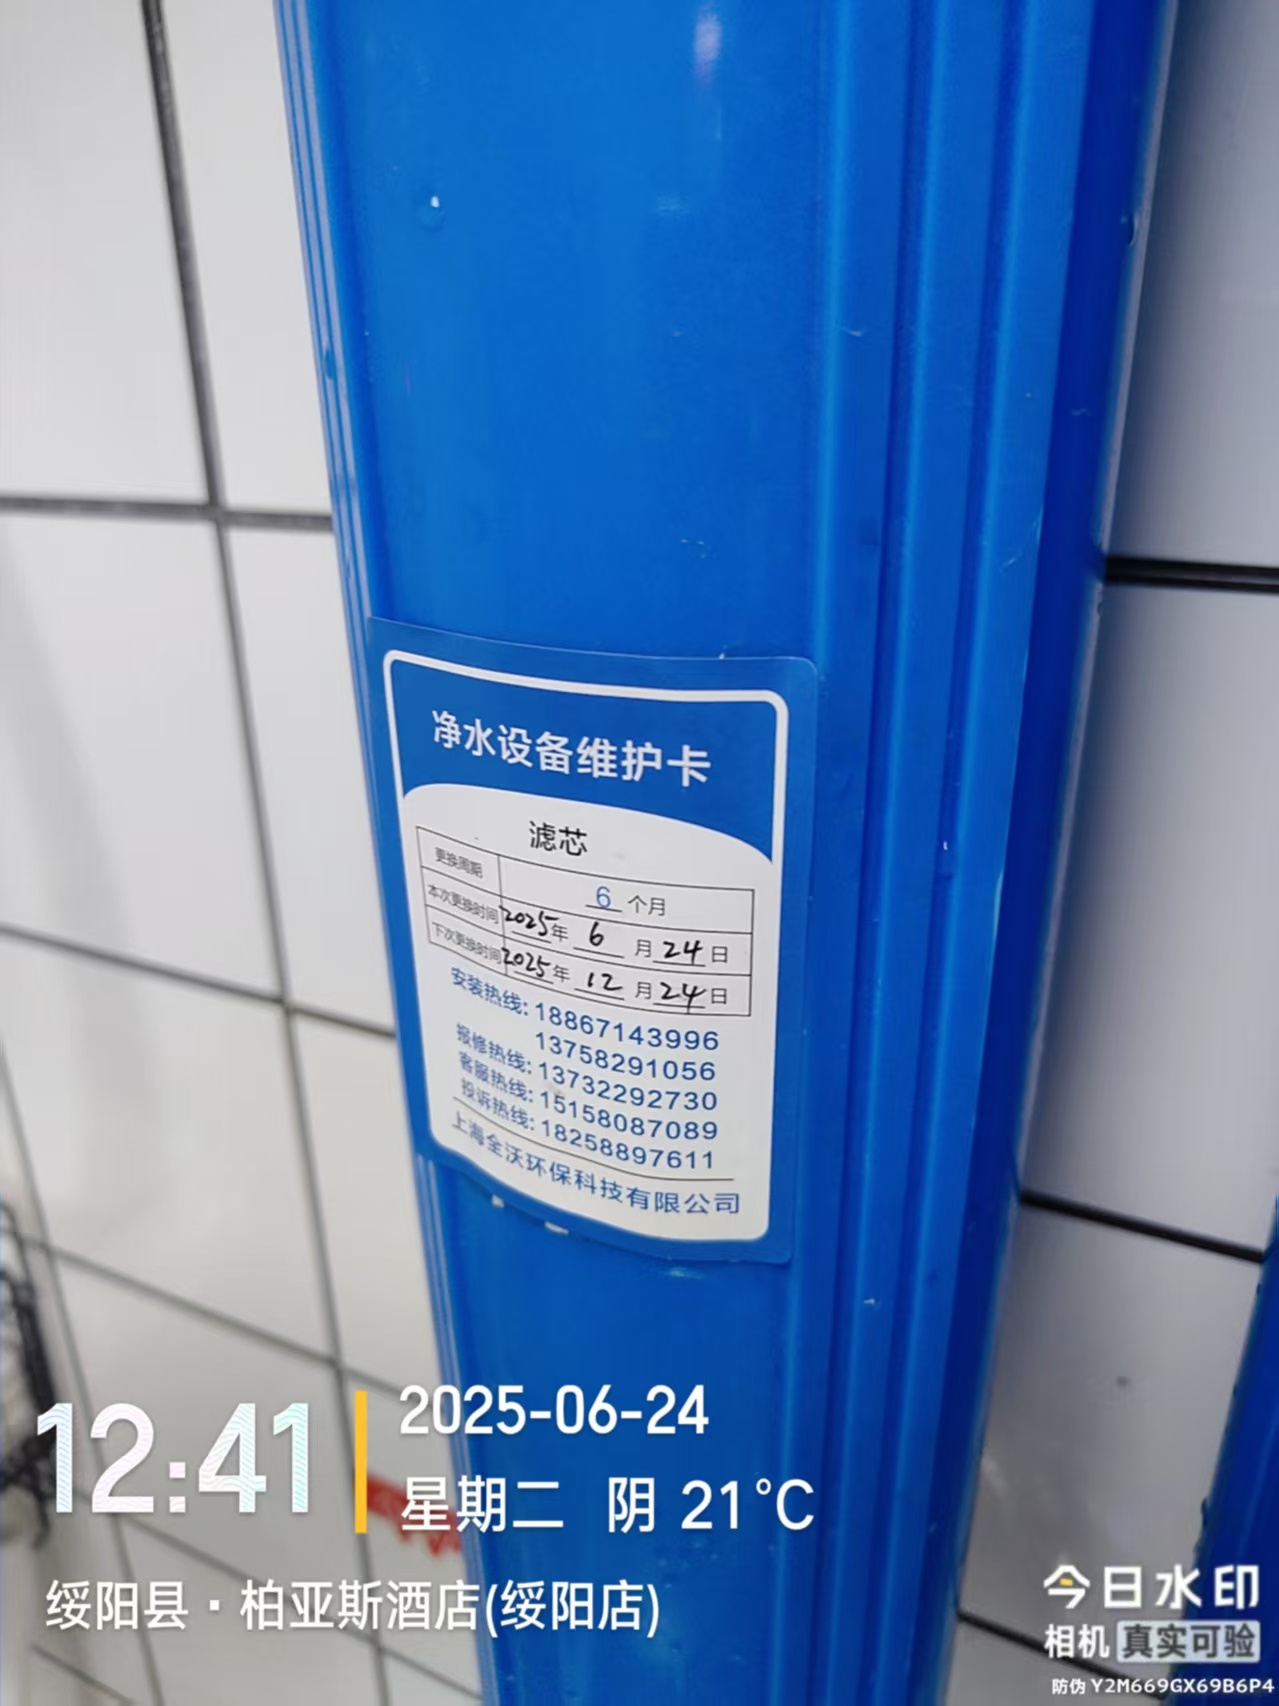 净水设备维护卡
滤芯
更换周期 6 个月
本次更换时间 2025年 6 月 24 日
下次更换时间 2025年 12 月 24 日
安装热线: 18867143996
13758291056
报修热线: 13732292730
客服热线: 15158087089
投诉热线: 18258897611
上海全沃环保科技有限公司
12:41
2025-06-24
星期二 阴 21°C
绥阳县·柏亚斯酒店(绥阳店)
今日水印
相机 真实可验
防伪 Y2M669GX69B6P4